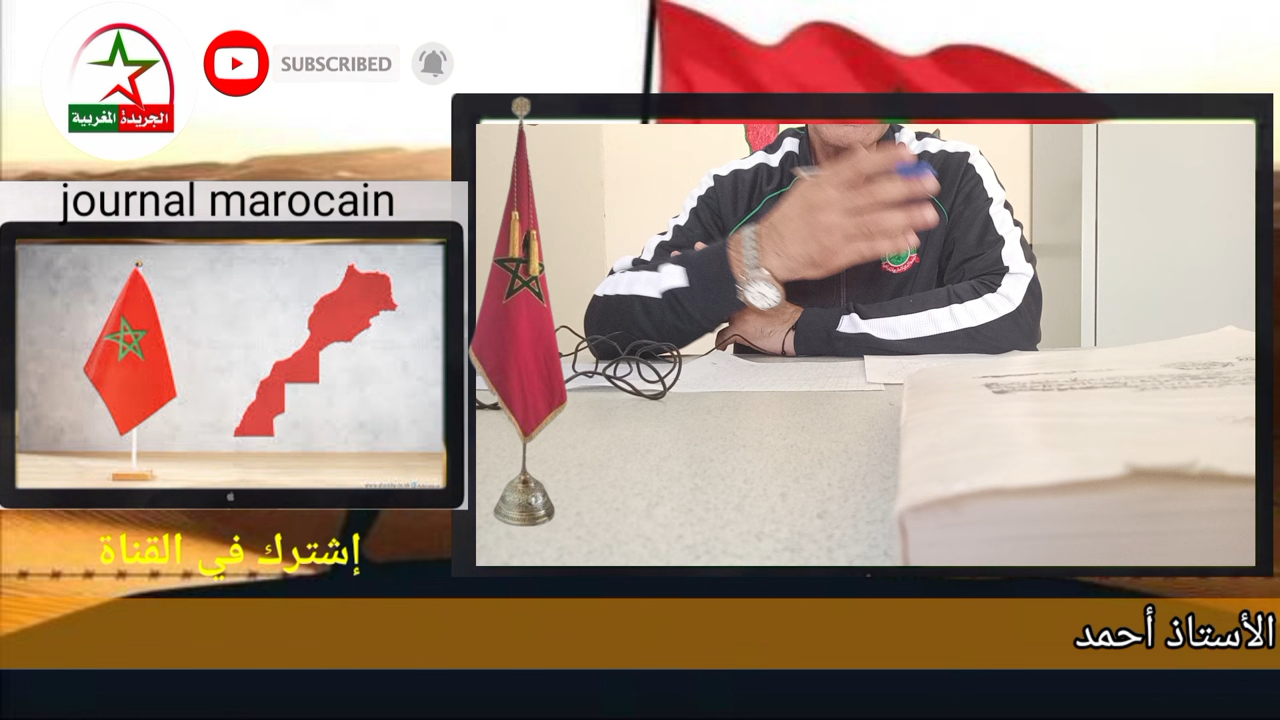 الجريدة المغربية
SUBSCRIBED
journal marocain
إشترك في القناة
الأستاذ أحمد